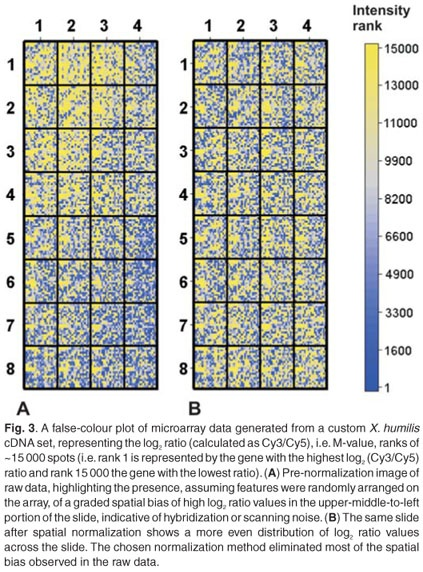 Intensity
rank
1 2 3 4
1 2 3 4
1
2
3
4
5
6
7
8
1
2
3
4
5
6
7
8
15000
13000
11000
9900
8200
6600
4900
3300
1600
1
A
B
Fig. 3. A false-colour plot of microarray data generated from a custom X. humilis
cDNA set, representing the log₂ ratio (calculated as Cy3/Cy5), i.e. M-value, ranks of
~15 000 spots (i.e. rank 1 is represented by the gene with the highest log₂ (Cy3/Cy5)
ratio and rank 15 000 the gene with the lowest ratio). (A) Pre-normalization image of
raw data, highlighting the presence, assuming features were randomly arranged on
the array, of a graded spatial bias of high log₂ ratio values in the upper-middle-to-left
portion of the slide, indicative of hybridization or scanning noise. (B) The same slide
after spatial normalization shows a more even distribution of log₂ ratio values
across the slide. The chosen normalization method eliminated most of the spatial
bias observed in the raw data.